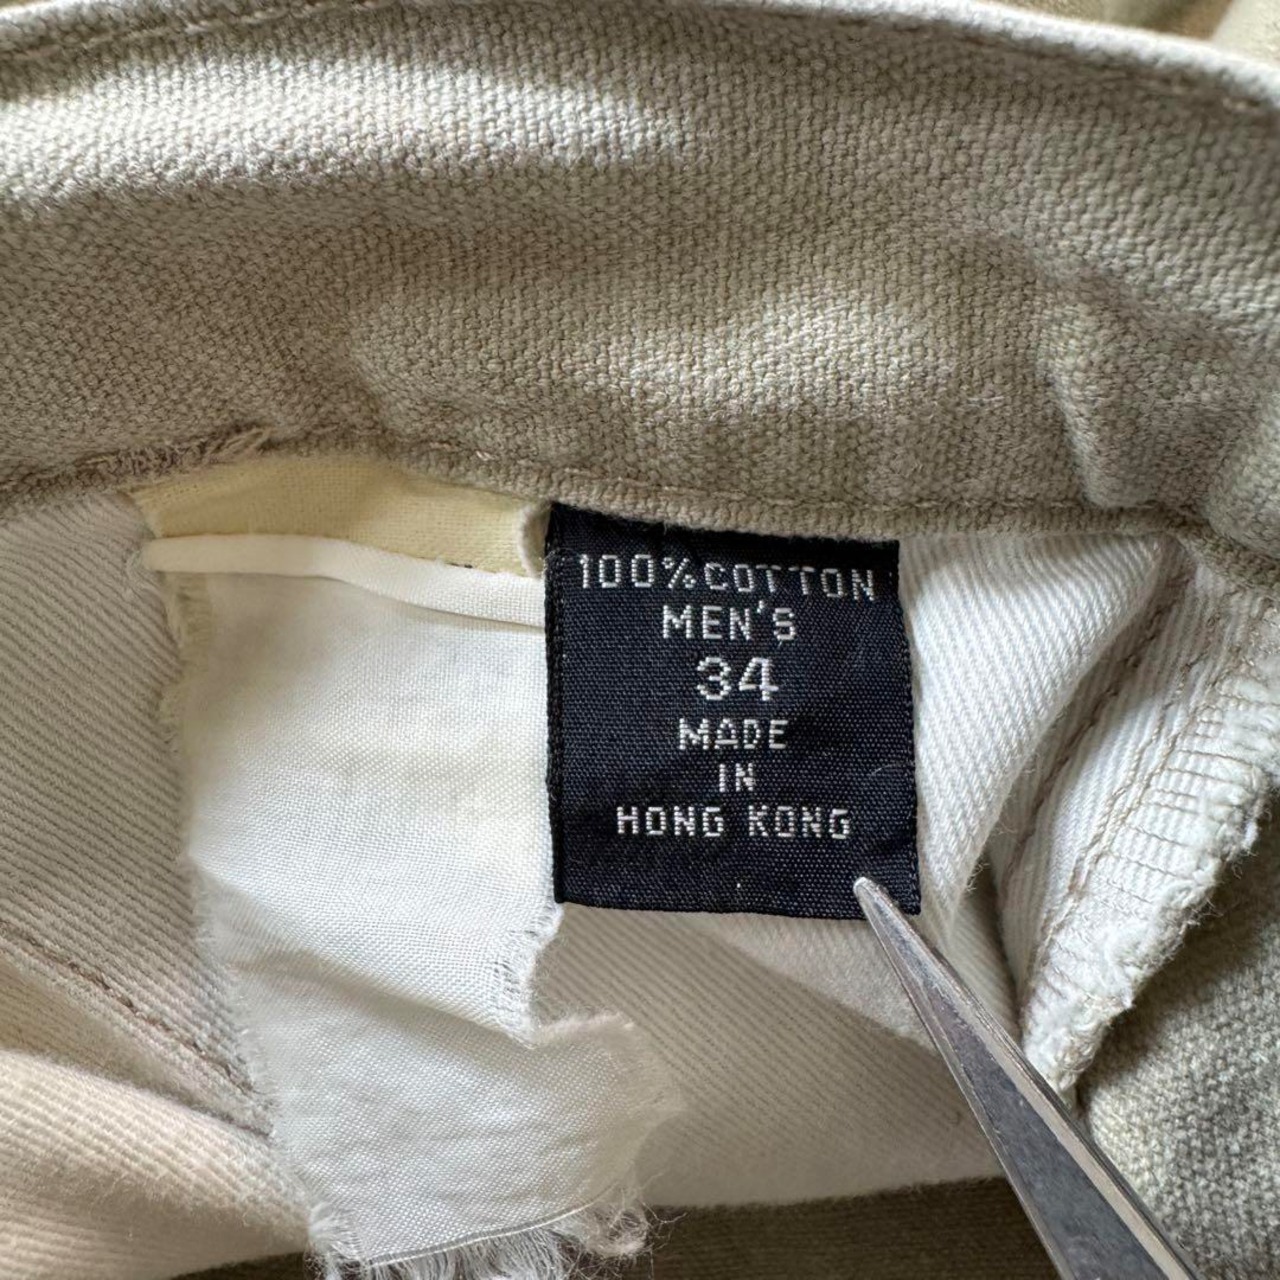 100%COTTON
MEN'S
34
MADE
IN
HONG KONG